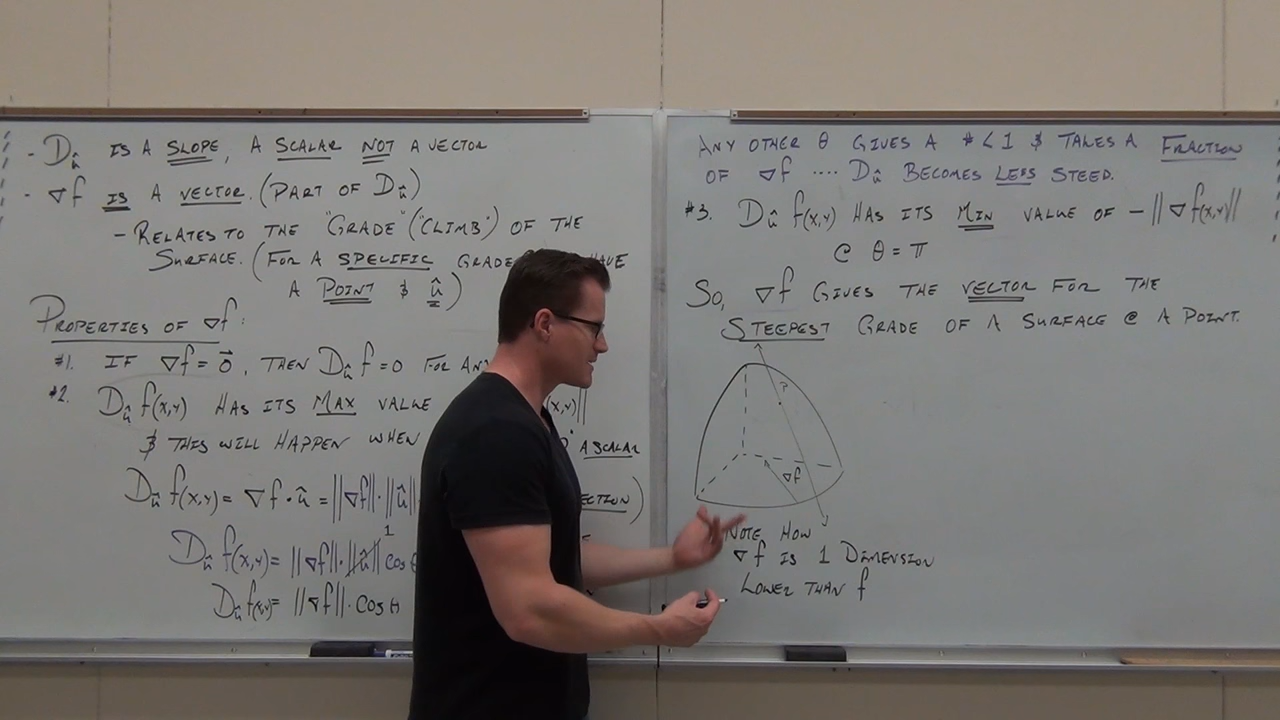 - Dû IS A SLOPE, A SCALAR NOT A VECTOR
- ∇f IS A VECTOR. (PART OF Dû)
- RELATES TO THE "GRADE" ("CLIMB") OF THE
SURFACE. (FOR A SPECIFIC GRADE HAVE
A POINT & û)
PROPERTIES OF ∇f:
#1. IF ∇f = 0⃗, THEN Dû f = 0 FOR
#2. Dû f(x,y) HAS ITS MAX VALUE (x,y)||
& THIS WILL HAPPEN WHEN A SCALAR
Dû f(x,y) = ∇f · û = ||∇f|| · ||û|| ECTION)
1
Dû f(x,y) = ||∇f|| · ||û|| cos
Dû f(x,y) = ||∇f|| · cos θ
ANY OTHER θ GIVES A # < 1 & TAKES A FRACTION
OF ∇f .... Dû BECOMES LESS STEED.
#3. Dû f(x,y) HAS ITS MIN VALUE OF -||∇f(x,y)||
@ θ = π
SO, ∇f GIVES THE VECTOR FOR THE
STEEPEST GRADE OF A SURFACE @ A POINT.
P
∇f
NOTE HOW
∇f IS 1 DIMENSION
LOWER THAN f